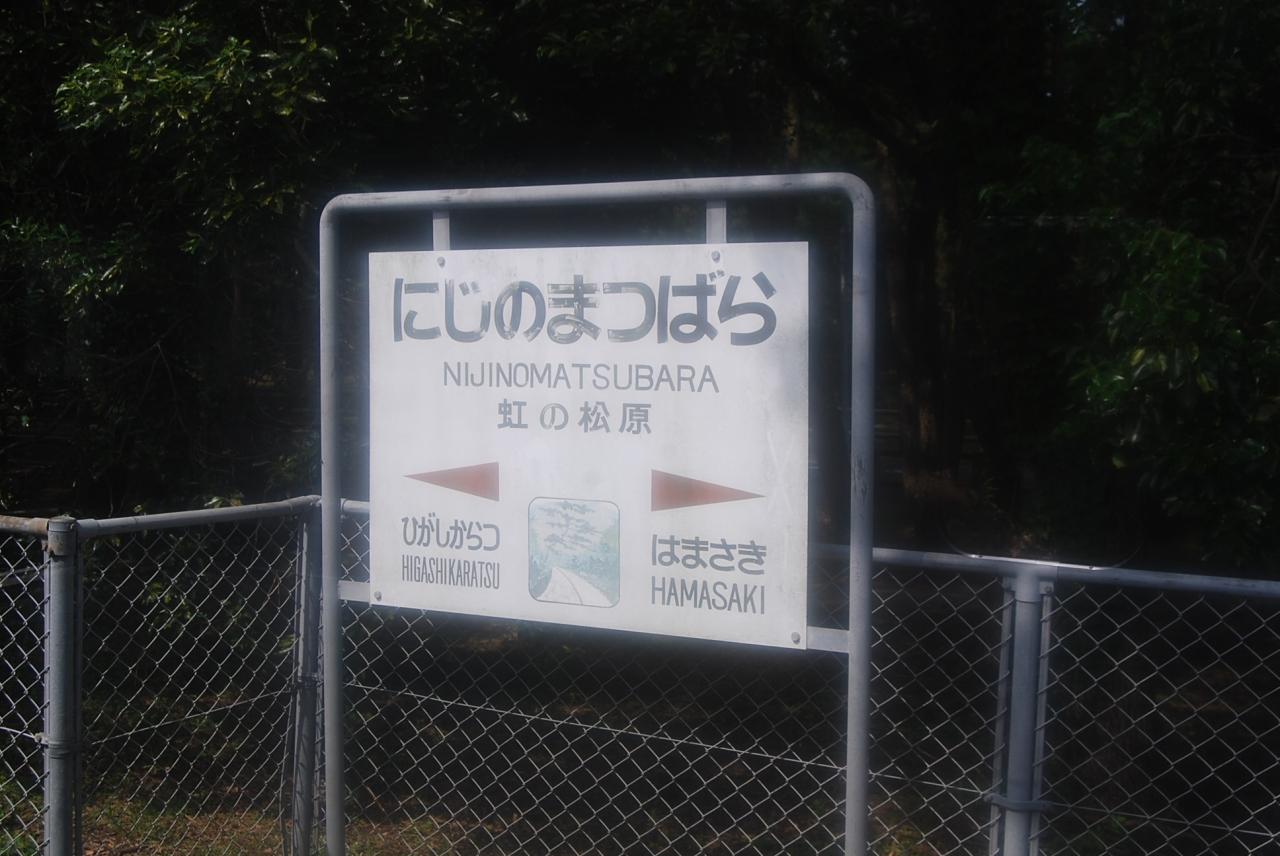 にじのまつばら
NIJINOMATSUBARA
虹の松原
ひがしからつ
HIGASHIKARATSU
はまさき
HAMASAKI